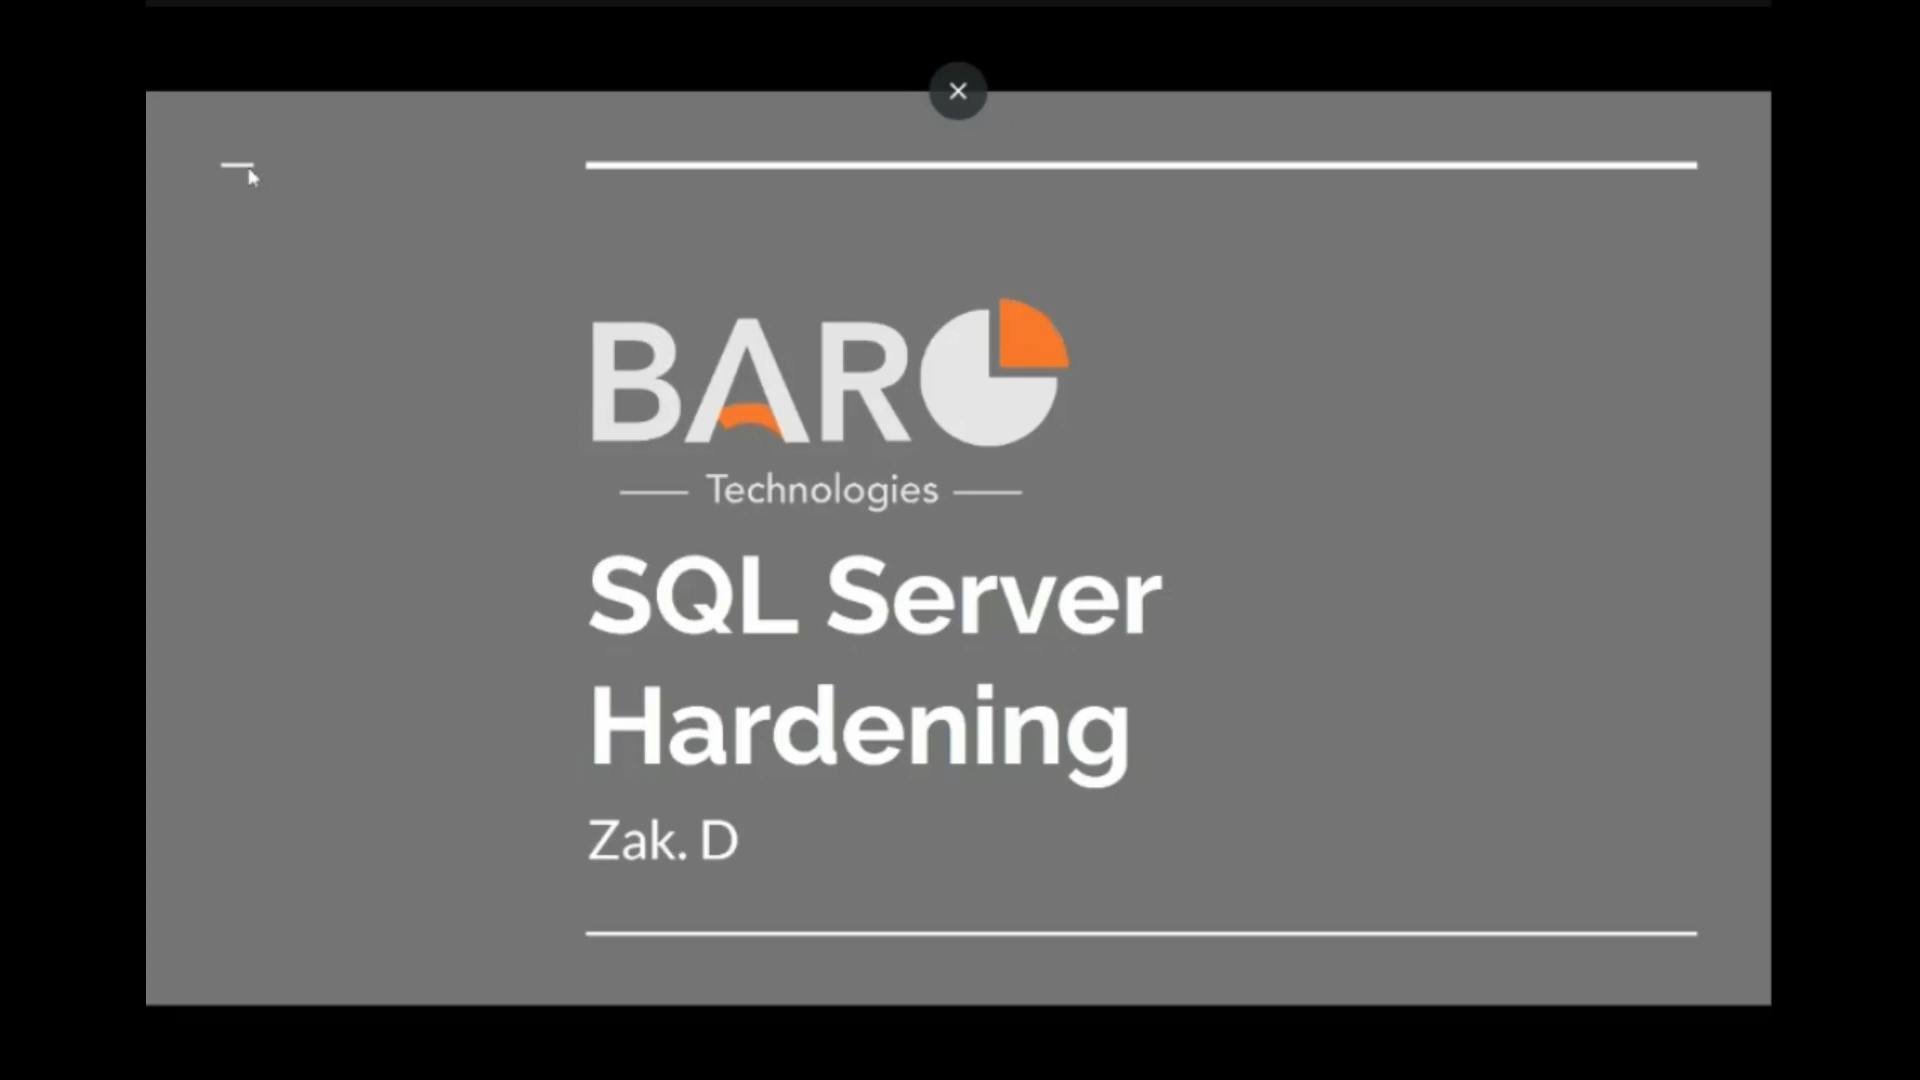 BARO
Technologies
SQL Server
Hardening
Zak. D